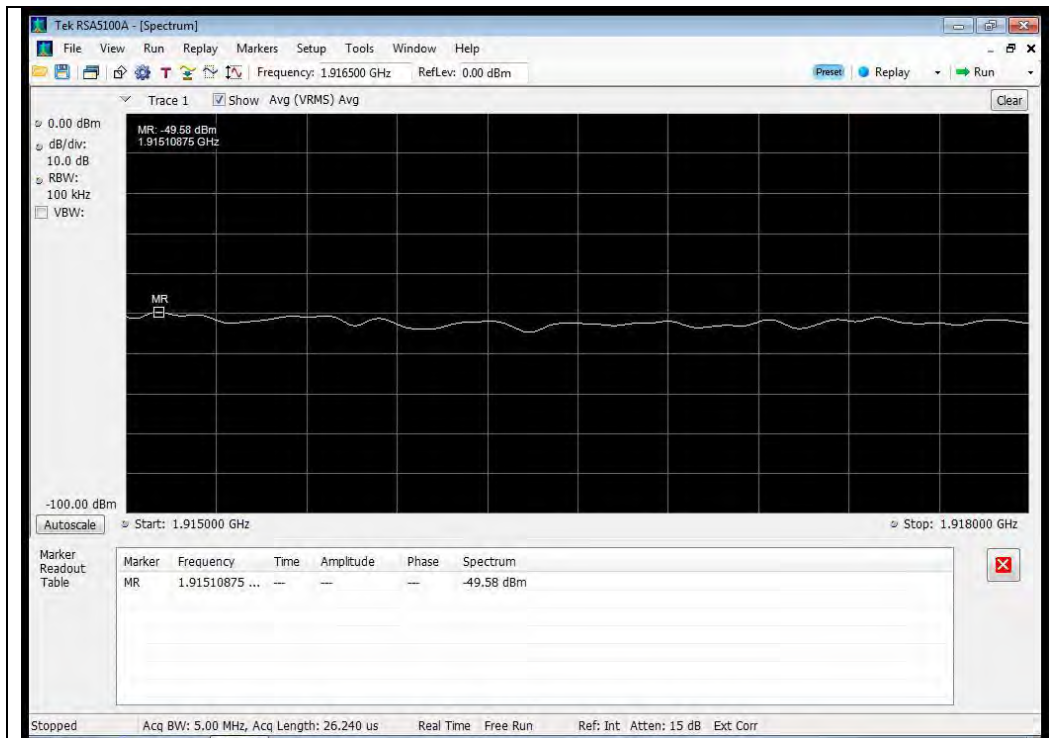 Tek RSA5100A - [Spectrum]
File View Run Replay Markers Setup Tools Window Help
Frequency: 1.916500 GHz RefLev: 0.00 dBm Preset Replay Run
Trace 1 Show Avg (VRMS) Avg Clear
0.00 dBm
dB/div:
10.0 dB
RBW:
100 kHz
VBW:
MR: -49.58 dBm
1.91510875 GHz
MR
-100.00 dBm
Autoscale Start: 1.915000 GHz Stop: 1.918000 GHz
Marker
Readout
Table
Marker Frequency Time Amplitude Phase Spectrum
MR 1.91510875 ... --- --- --- -49.58 dBm
Stopped Acq BW: 5.00 MHz, Acq Length: 26.240 us Real Time Free Run Ref: Int Atten: 15 dB Ext Corr